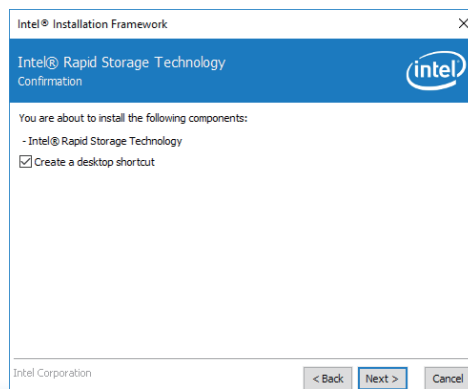 Intel® Installation Framework
Intel® Rapid Storage Technology
Confirmation
intel
You are about to install the following components:
- Intel® Rapid Storage Technology
Create a desktop shortcut
Intel Corporation
< Back Next > Cancel